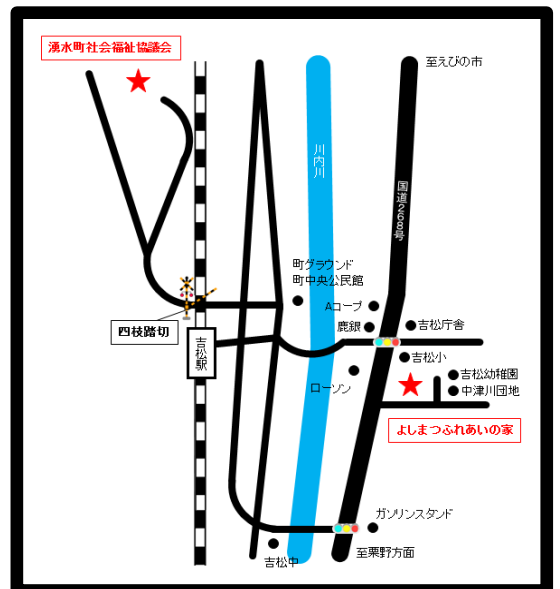 湧水町社会福祉協議会
至えびの市
川内川
国道268号
町グラウンド
町中央公民館
Aコープ
鹿銀
吉松庁舎
四枝踏切
吉松駅
吉松小
ローソン
吉松幼稚園
中津川団地
よしまつふれあいの家
ガソリンスタンド
吉松中
至栗野方面